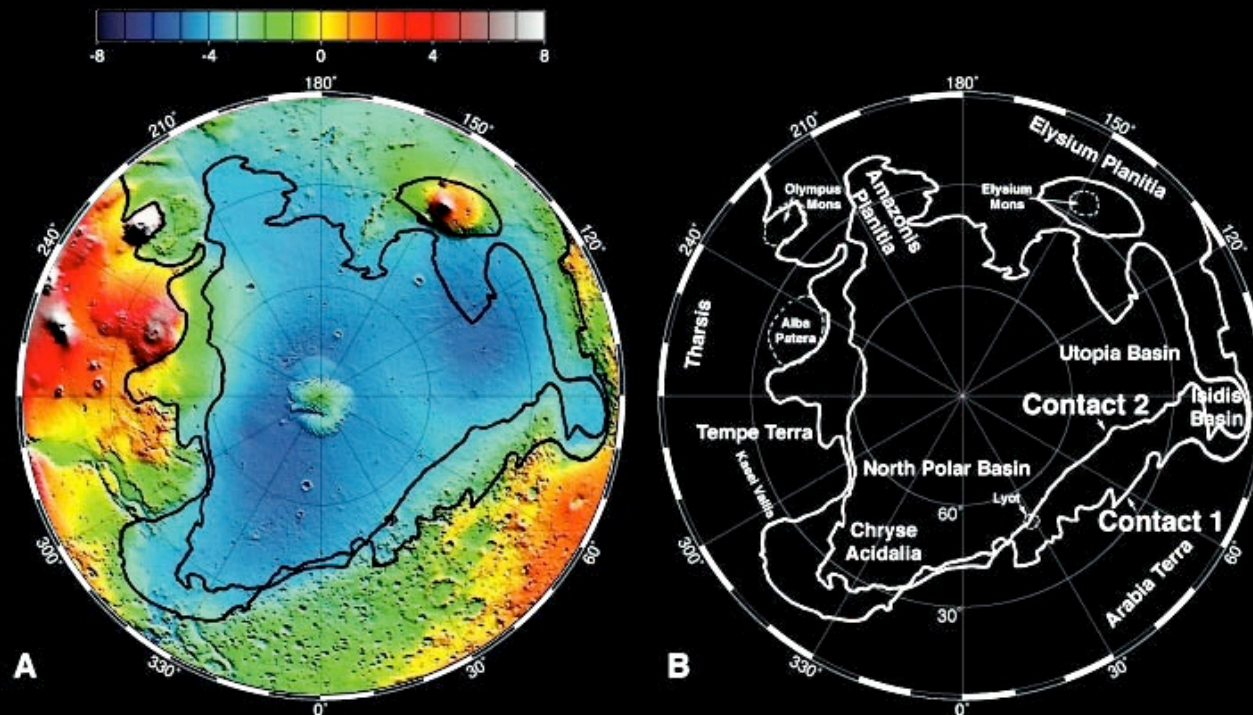 -8
-4
0
4
8
180°
150°
120°
60°
30°
0°
330°
300°
240°
210°
A
180°
150°
120°
60°
30°
0°
330°
300°
240°
210°
Elysium Planitia
Olympus
Mons
Amazonis
Planitia
Elysium
Mons
Tharsis
Alba
Patera
Utopia Basin
Isidis
Basin
Contact 2
Tempe Terra
Kasei Vallis
North Polar Basin
Lyot
60°
Contact 1
Chryse
Acidalia
Arabia Terra
30°
B